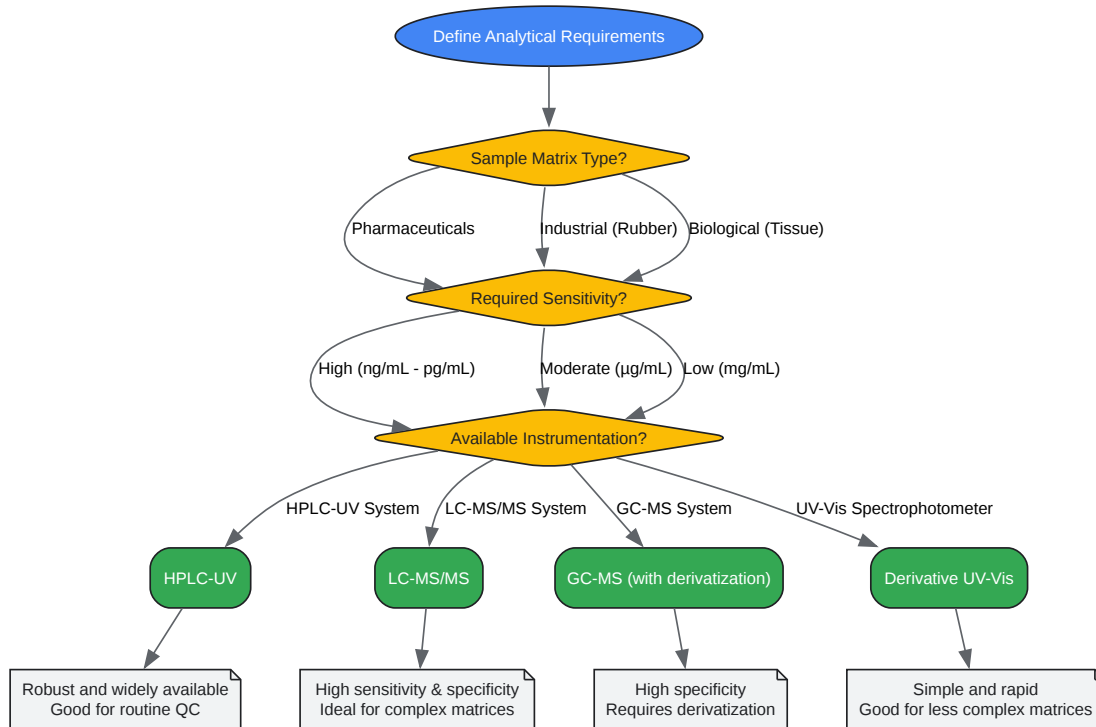 Define Analytical Requirements
Sample Matrix Type?
Pharmaceuticals
Industrial (Rubber)
Biological (Tissue)
Required Sensitivity?
High (ng/mL - pg/mL)
Moderate (µg/mL)
Low (mg/mL)
Available Instrumentation?
HPLC-UV System
LC-MS/MS System
GC-MS System
UV-Vis Spectrophotometer
HPLC-UV
LC-MS/MS
GC-MS (with derivatization)
Derivative UV-Vis
Robust and widely available
Good for routine QC
High sensitivity & specificity
Ideal for complex matrices
High specificity
Requires derivatization
Simple and rapid
Good for less complex matrices